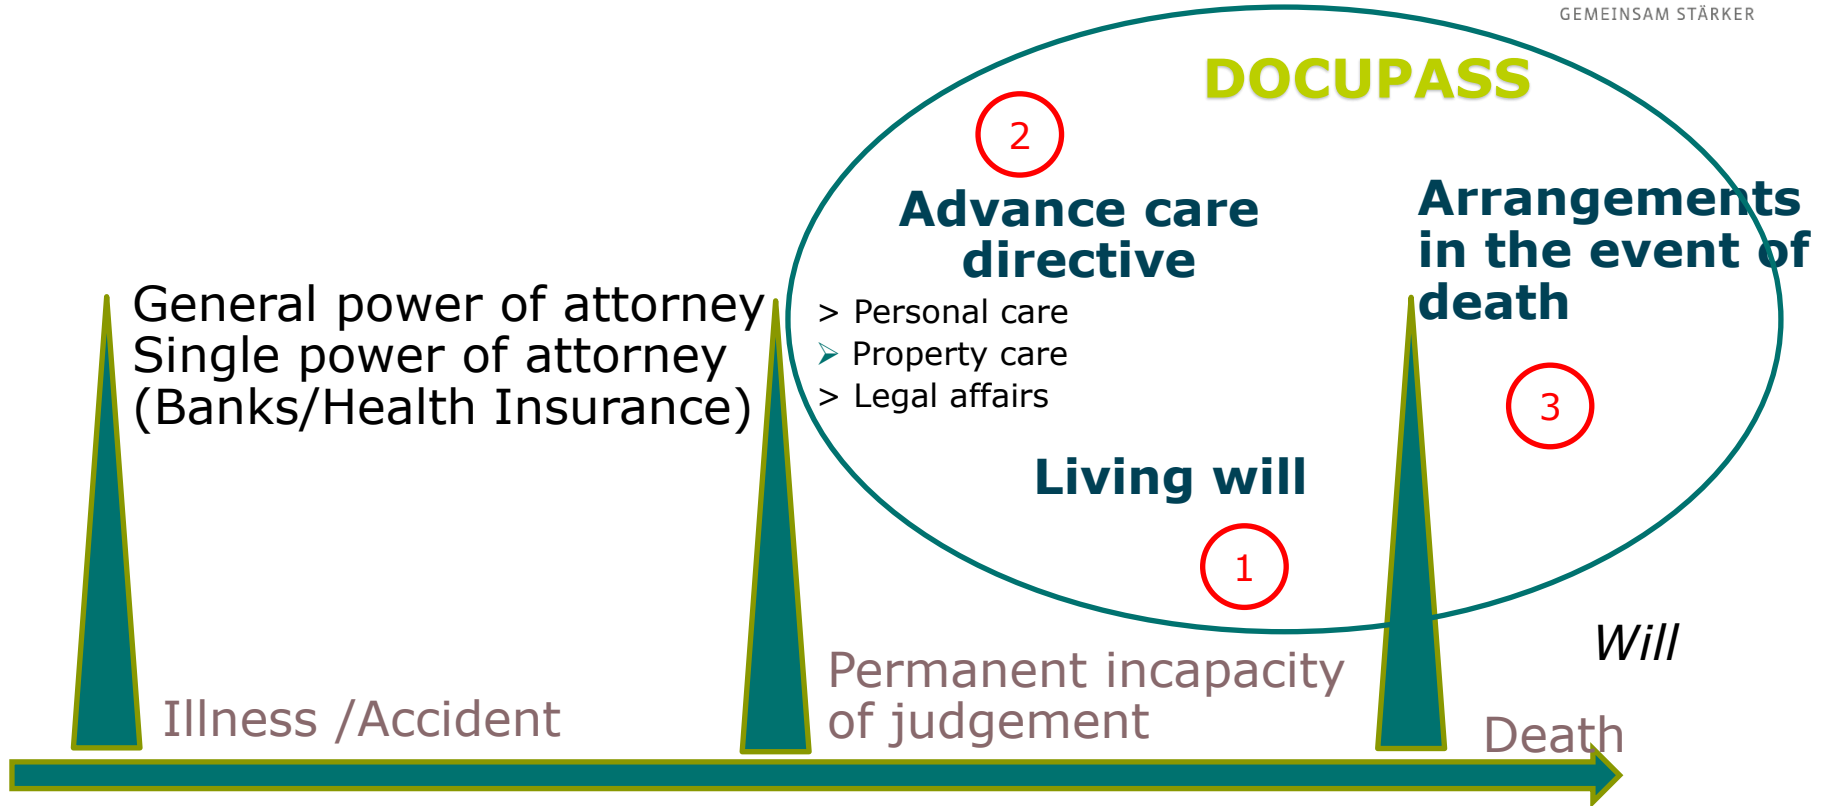 GEMEINSAM STÄRKER
DOCUPASS
2
Advance care
directive
> Personal care
➢ Property care
> Legal affairs
Arrangements
in the event of
death
3
General power of attorney
Single power of attorney
(Banks/Health Insurance)
Living will
1
Will
Illness /Accident
Permanent incapacity
of judgement
Death